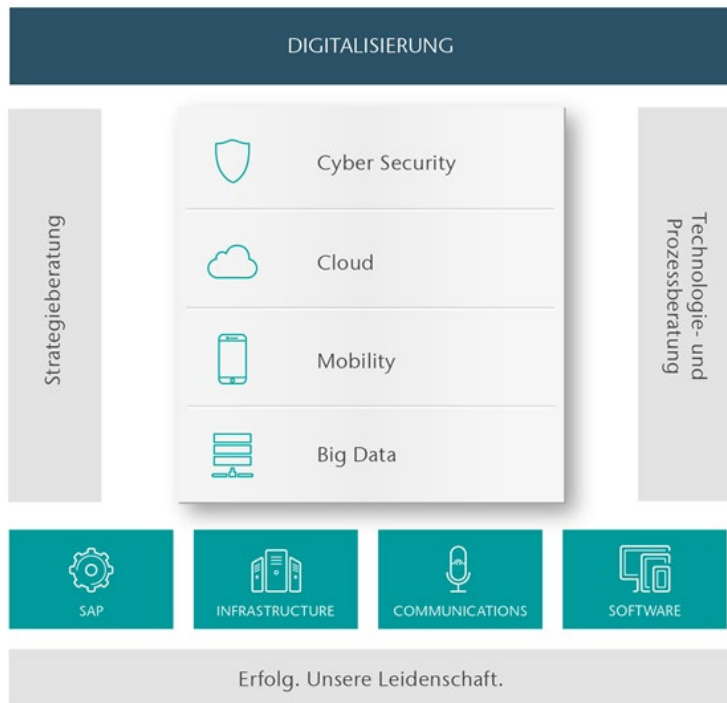 DIGITALISIERUNG
Strategieberatung
Cyber Security
Cloud
Mobility
Big Data
Technologie- und
Prozessberatung
SAP
INFRASTRUCTURE
COMMUNICATIONS
SOFTWARE
Erfolg. Unsere Leidenschaft.